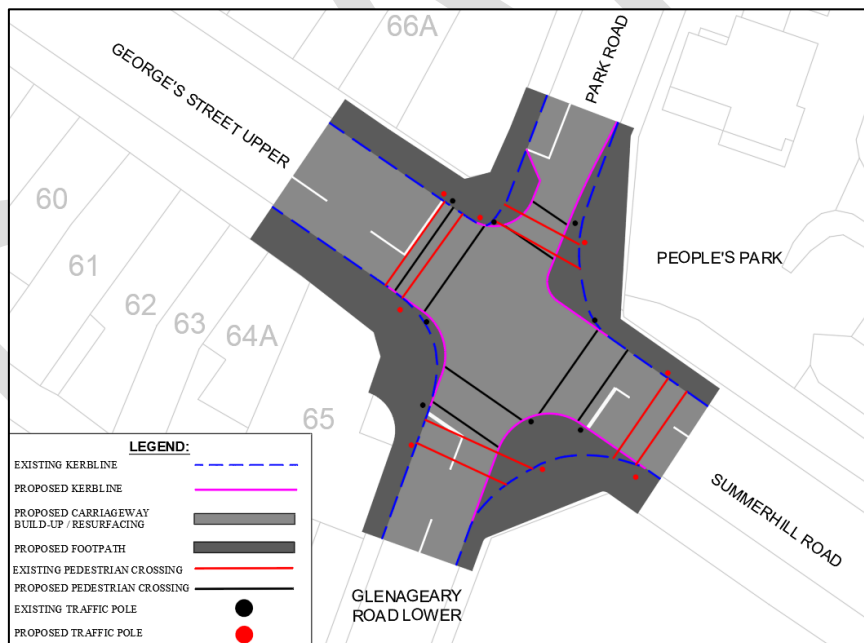 66A
PARK ROAD
GEORGE'S STREET UPPER
60
61
62
63
64A
65
PEOPLE'S PARK
SUMMERHILL ROAD
GLENAGEARY
ROAD LOWER
LEGEND:
EXISTING KERBLINE
PROPOSED KERBLINE
PROPOSED CARRIAGEWAY
BUILD-UP / RESURFACING
PROPOSED FOOTPATH
EXISTING PEDESTRIAN CROSSING
PROPOSED PEDESTRIAN CROSSING
EXISTING TRAFFIC POLE
PROPOSED TRAFFIC POLE